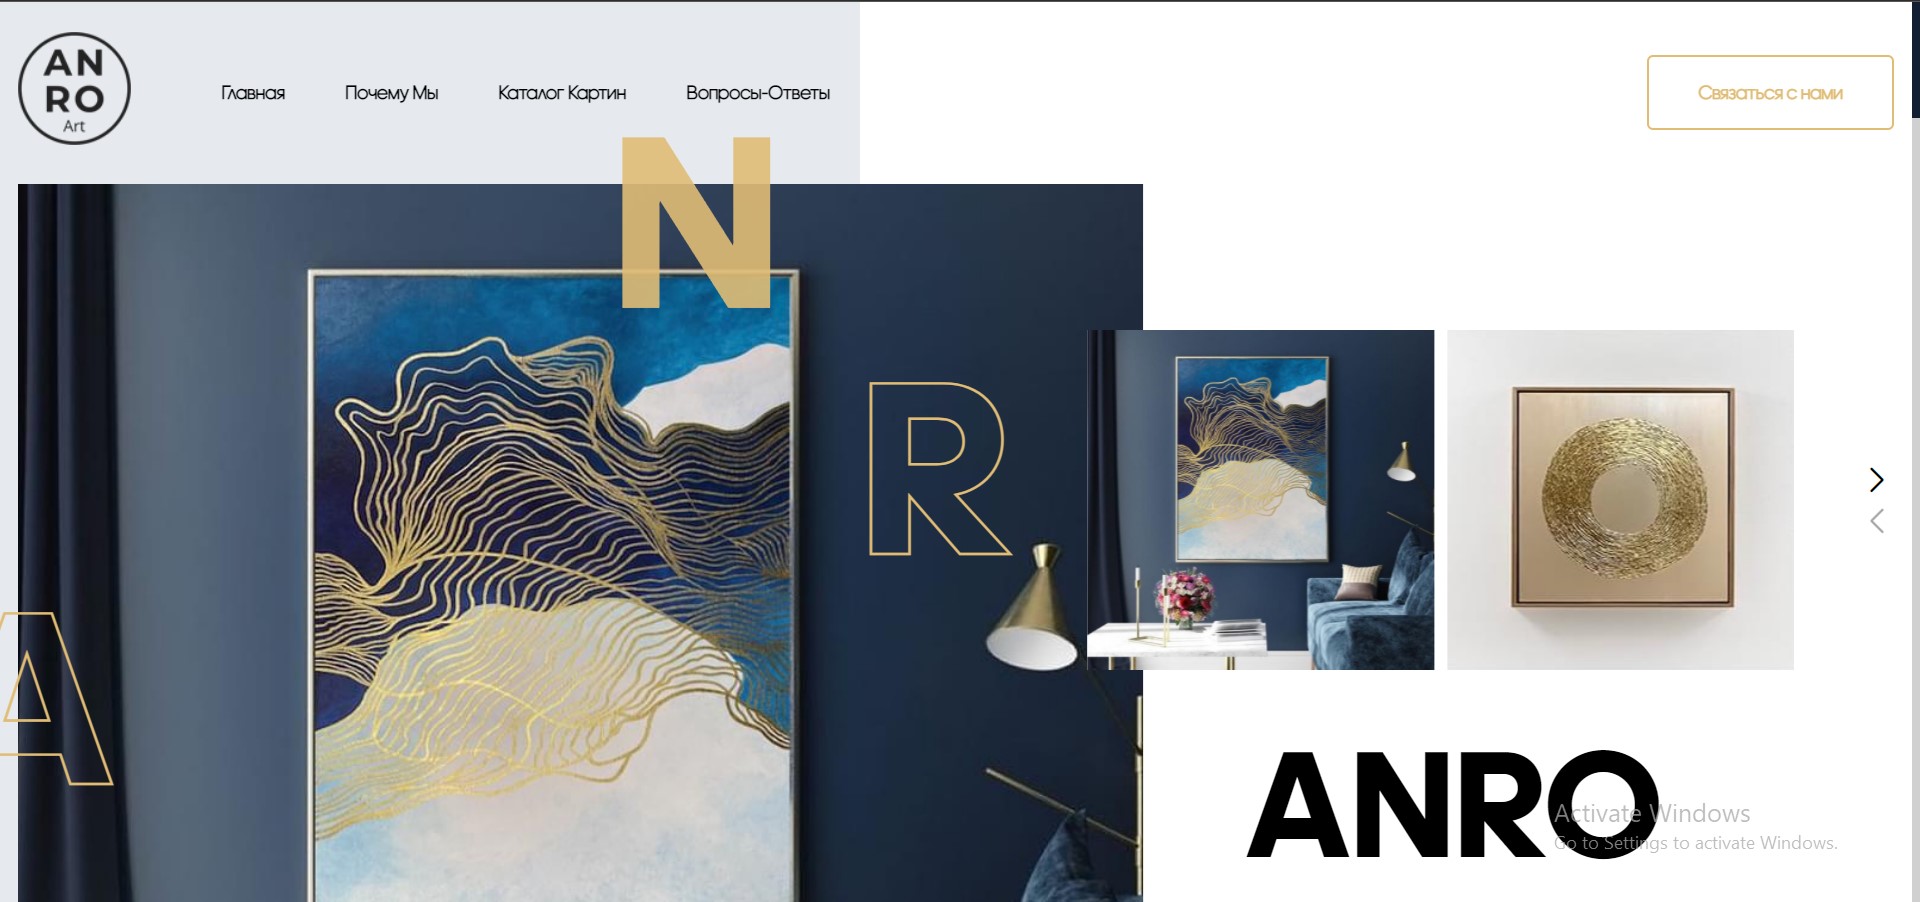 AN
RO
Art
Главная
Почему Мы
Каталог Картин
Вопросы-Ответы
Связаться с нами
N
R
A
ANRO
Activate Windows
Go to Settings to activate Windows.